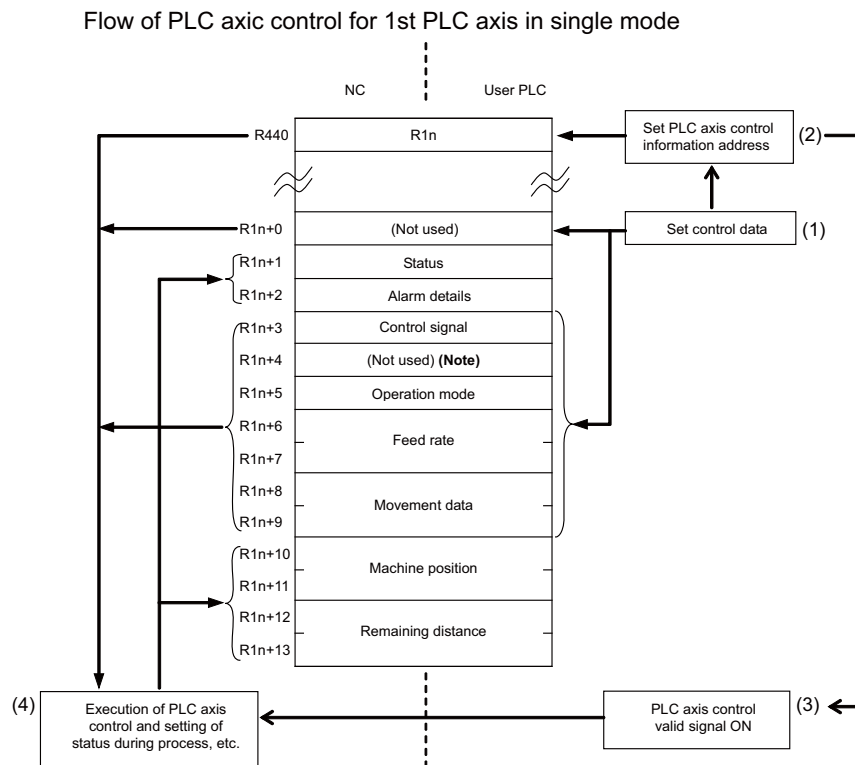 Flow of PLC axic control for 1st PLC axis in single mode
NC
User PLC
R440
R1n
Set PLC axis control
information address
(2)
R1n+0
(Not used)
Set control data
(1)
R1n+1
Status
R1n+2
Alarm details
R1n+3
Control signal
R1n+4
(Not used) (Note)
R1n+5
Operation mode
R1n+6
Feed rate
R1n+7
R1n+8
Movement data
R1n+9
R1n+10
Machine position
R1n+11
R1n+12
Remaining distance
R1n+13
(4)
Execution of PLC axis
control and setting of
status during process, etc.
PLC axis control
valid signal ON
(3)